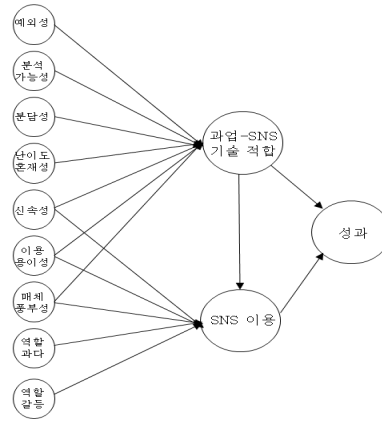 예외성
분석
가능성
분담성
난이도
혼재성
신속성
이용
용이성
매체
풍부성
역할
과다
역할
갈등
과업-SNS
기술 적합
SNS 이용
성과